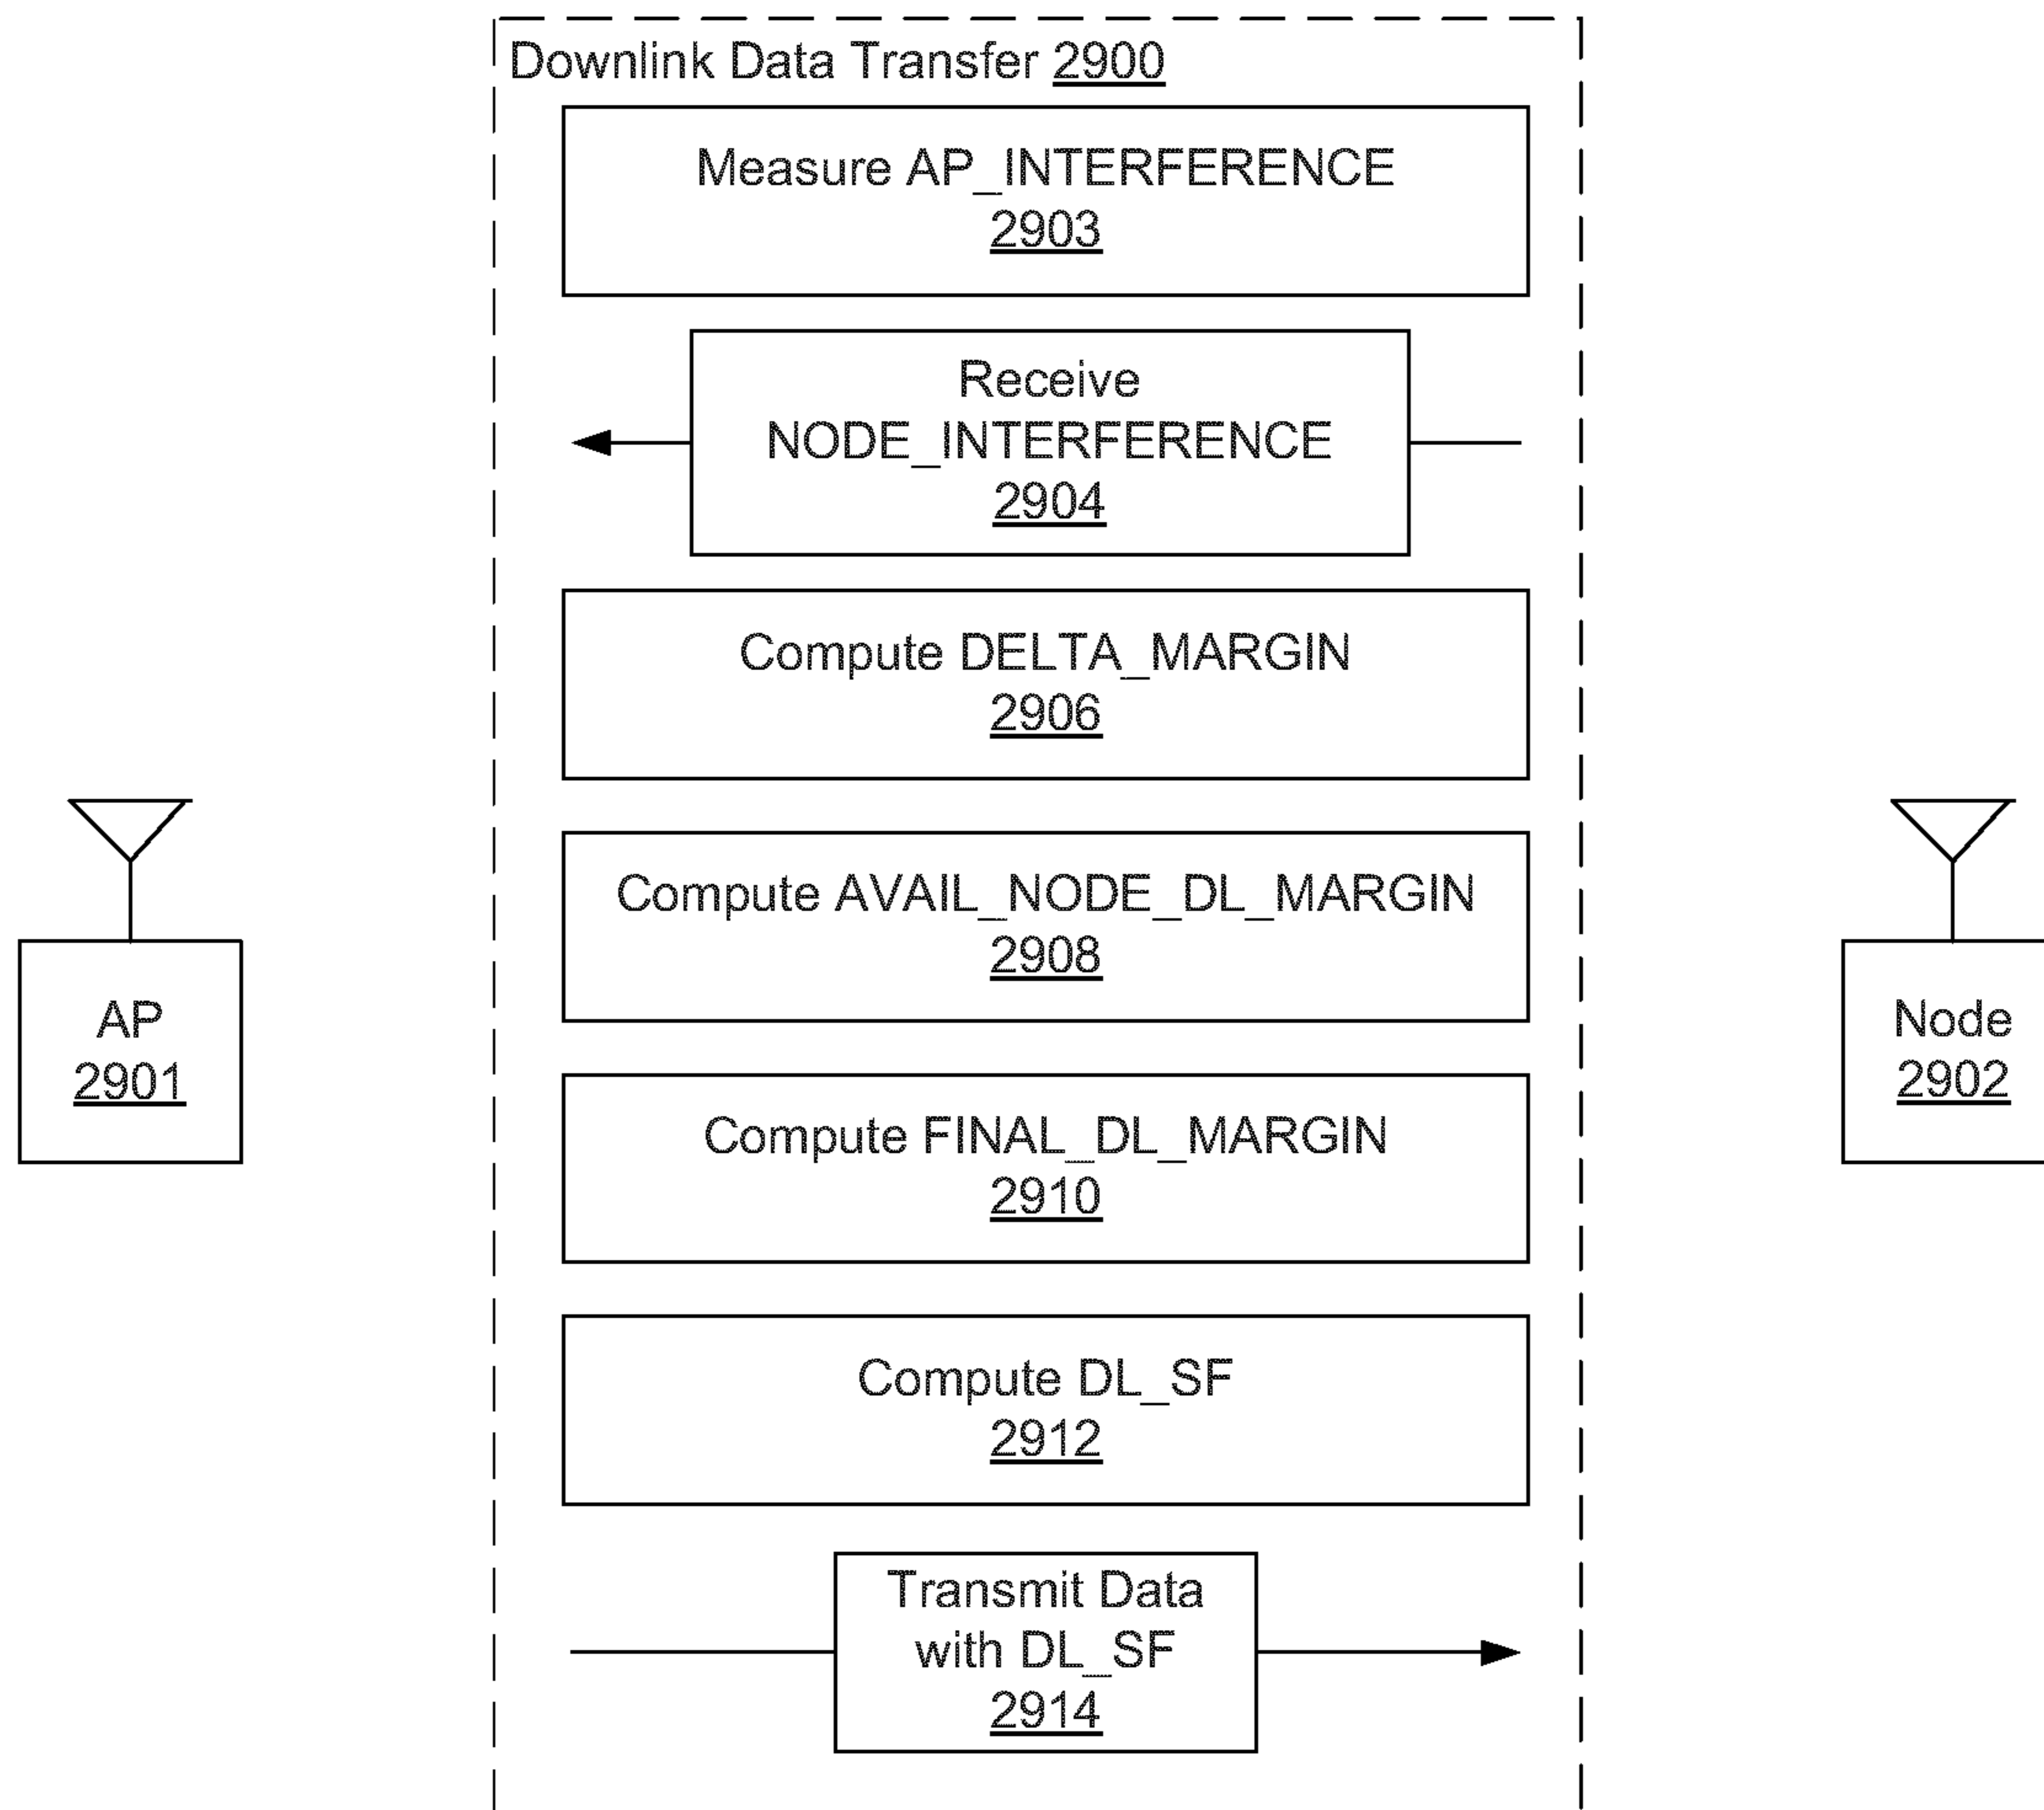 Downlink Data Transfer 2900
Measure AP_INTERFERENCE
2903
Receive
NODE_INTERFERENCE
2904
Compute DELTA_MARGIN
2906
Compute AVAIL_NODE_DL_MARGIN
2908
AP
2901
Node
2902
Compute FINAL_DL_MARGIN
2910
Compute DL_SF
2912
Transmit Data
with DL_SF
2914